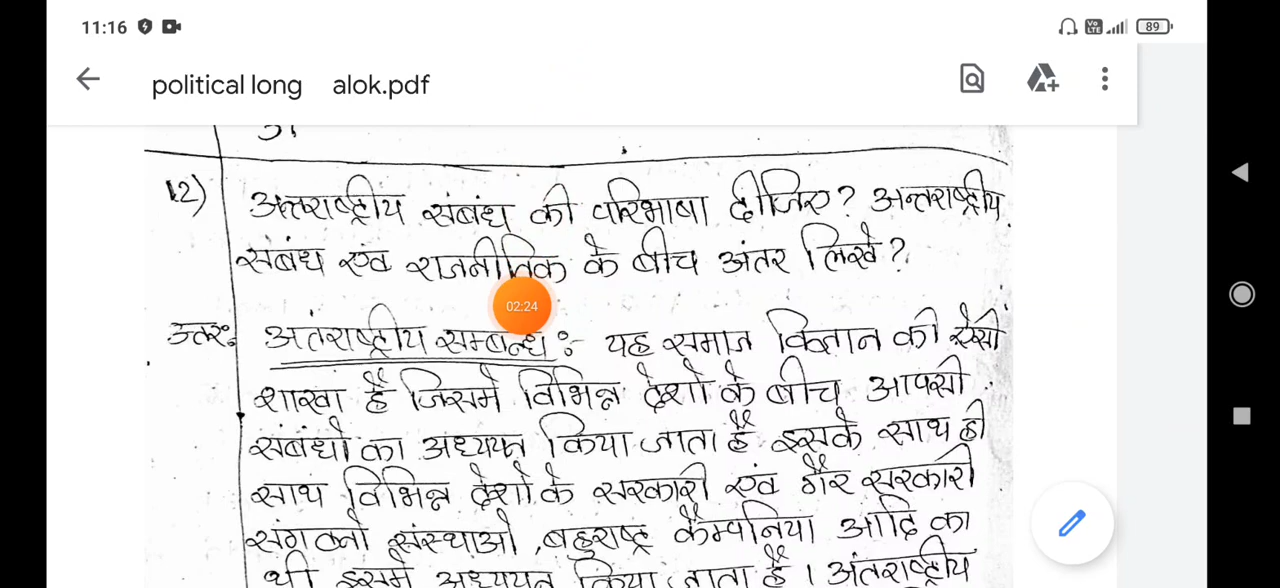 11:16
Vo LTE
89
political long alok.pdf
12) अन्तराष्ट्रीय संबंध की परिभाषा दीजिए? अन्तराष्ट्रीय
संबंध एवं राजनीतिक के बीच अंतर लिखे?
02:24
उत्तर: अंतराष्ट्रीय सम्बन्ध :- यह समाज विज्ञान की ऐसी
शाखा है जिसमे विभिन्न देशो के बीच आपसी
संबंधो का अध्ययन किया जाता है इसके साथ ही
साथ विभिन्न देशो के सरकारी एवं गैर सरकारी
संगठनो संस्थाओ, बहुराष्ट्र कैम्पनिया आदि का
भी इसमे अध्ययन किया जाता है। अंतराष्ट्रीय